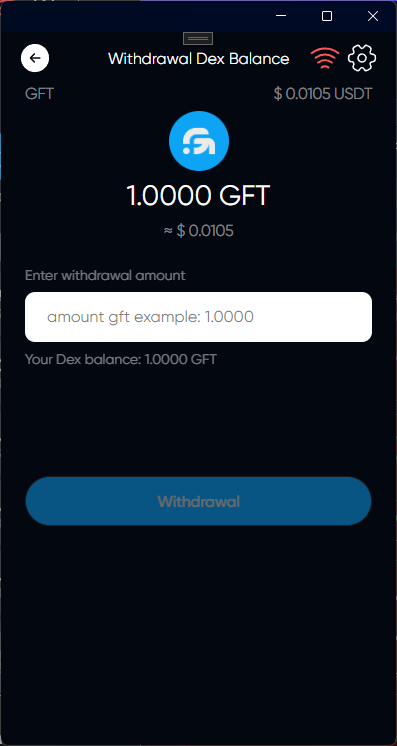 Withdrawal Dex Balance
GFT
$ 0.0105 USDT
1.0000 GFT
≈ $ 0.0105
Enter withdrawal amount
amount gft example: 1.0000
Your Dex balance: 1.0000 GFT
Withdrawal